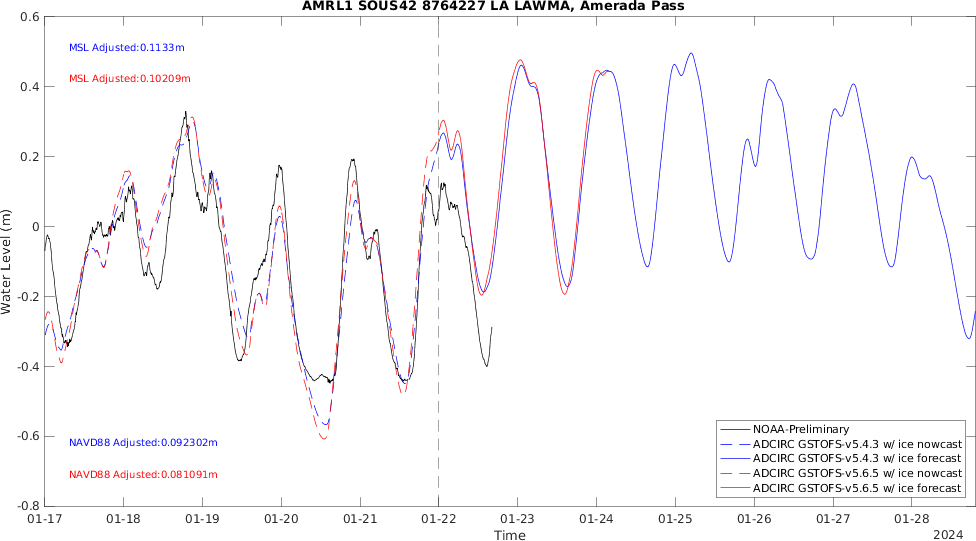 AMRL1 SOUS42 8764227 LA LAWMA, Amerada Pass
0.6
0.4
0.2
0
-0.2
-0.4
-0.6
-0.8
Water Level (m)
MSL Adjusted:0.1133m
MSL Adjusted:0.10209m
NAVD88 Adjusted:0.092302m
NAVD88 Adjusted:0.081091m
NOAA-Preliminary
ADCIRC GSTOFS-v5.4.3 w/ ice nowcast
ADCIRC GSTOFS-v5.4.3 w/ ice forecast
ADCIRC GSTOFS-v5.6.5 w/ ice nowcast
ADCIRC GSTOFS-v5.6.5 w/ ice forecast
01-17 01-18 01-19 01-20 01-21 01-22 01-23 01-24 01-25 01-26 01-27 01-28
Time
2024